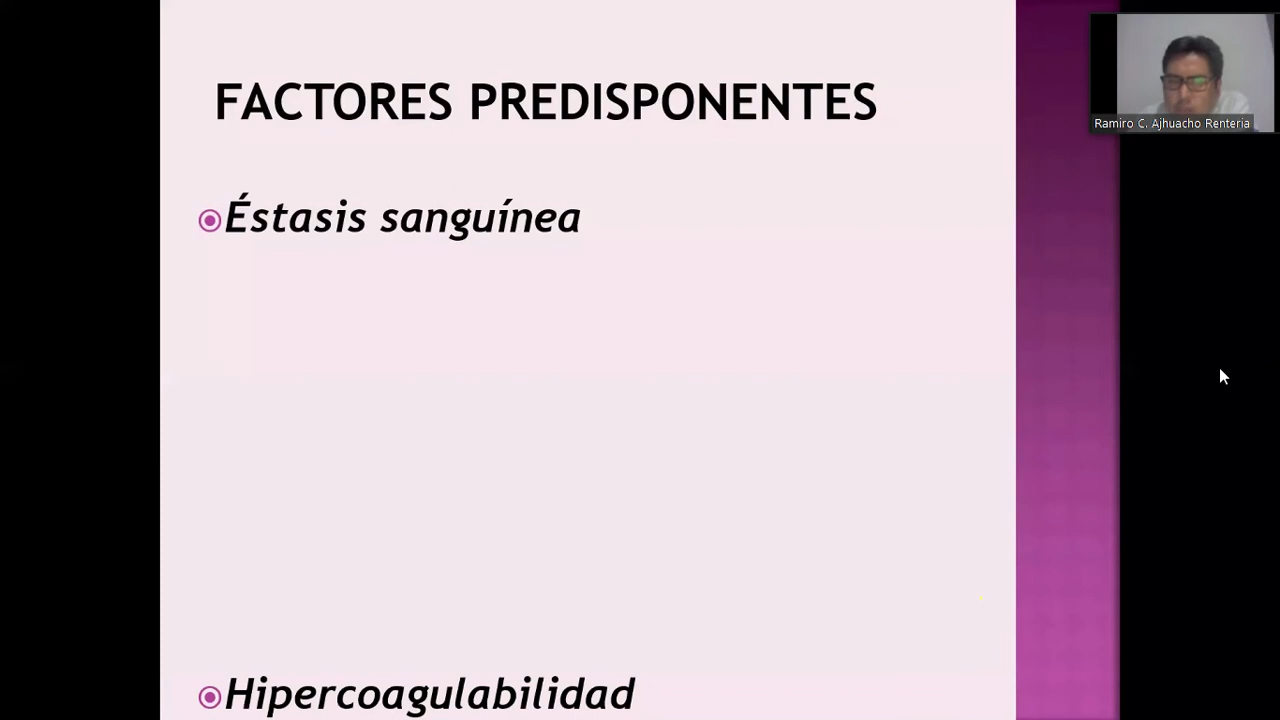 FACTORES PREDISPONENTES
Ramiro C. Ajhuacho Renteria
Éstasis sanguínea
Hipercoagulabilidad